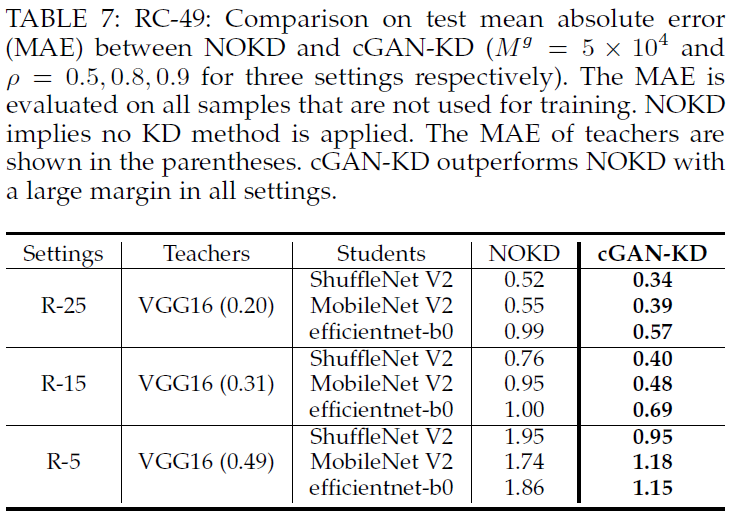 TABLE 7: RC-49: Comparison on test mean absolute error
(MAE) between NOKD and cGAN-KD (M^g = 5 × 10^4 and
ρ = 0.5, 0.8, 0.9 for three settings respectively). The MAE is
evaluated on all samples that are not used for training. NOKD
implies no KD method is applied. The MAE of teachers are
shown in the parentheses. cGAN-KD outperforms NOKD with
a large margin in all settings.
Settings Teachers Students NOKD cGAN-KD
ShuffleNet V2 0.52 0.34
R-25 VGG16 (0.20) MobileNet V2 0.55 0.39
efficientnet-b0 0.99 0.57
ShuffleNet V2 0.76 0.40
R-15 VGG16 (0.31) MobileNet V2 0.95 0.48
efficientnet-b0 1.00 0.69
ShuffleNet V2 1.95 0.95
R-5 VGG16 (0.49) MobileNet V2 1.74 1.18
efficientnet-b0 1.86 1.15